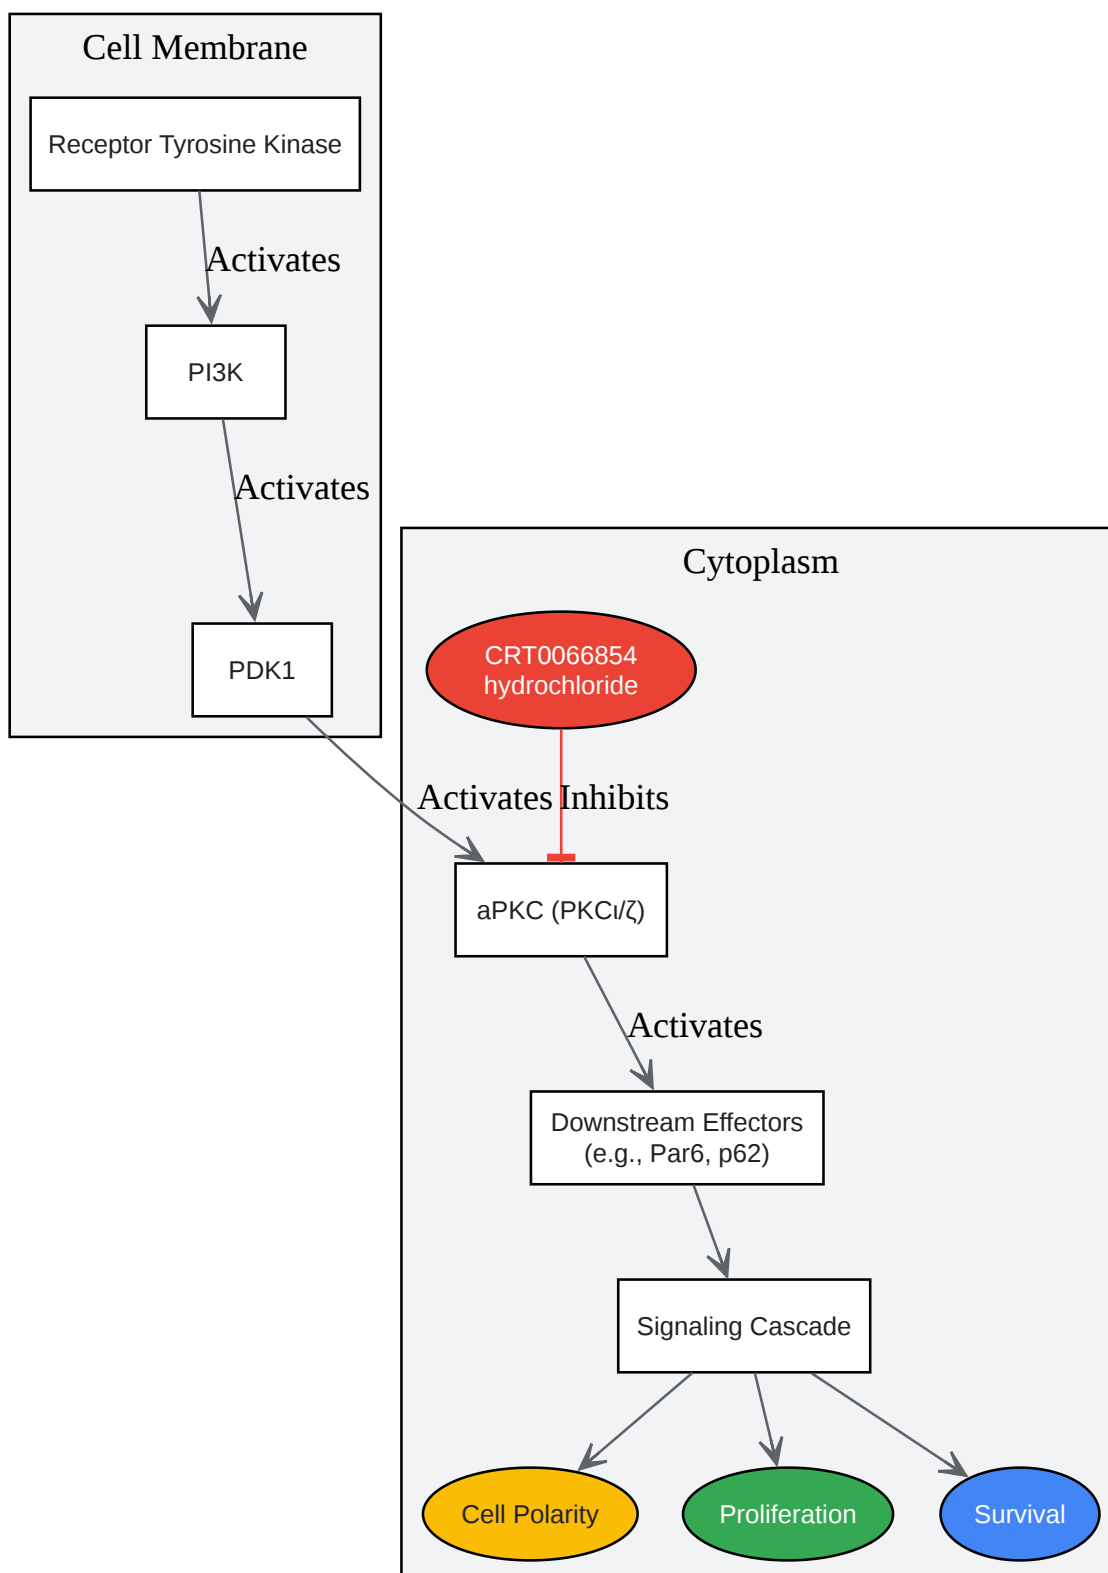 Cell Membrane
Receptor Tyrosine Kinase
Activates
PI3K
Activates
PDK1
Cytoplasm
CRT0066854
hydrochloride
Activates
Inhibits
aPKC (PKCι/ζ)
Activates
Downstream Effectors
(e.g., Par6, p62)
Signaling Cascade
Cell Polarity
Proliferation
Survival